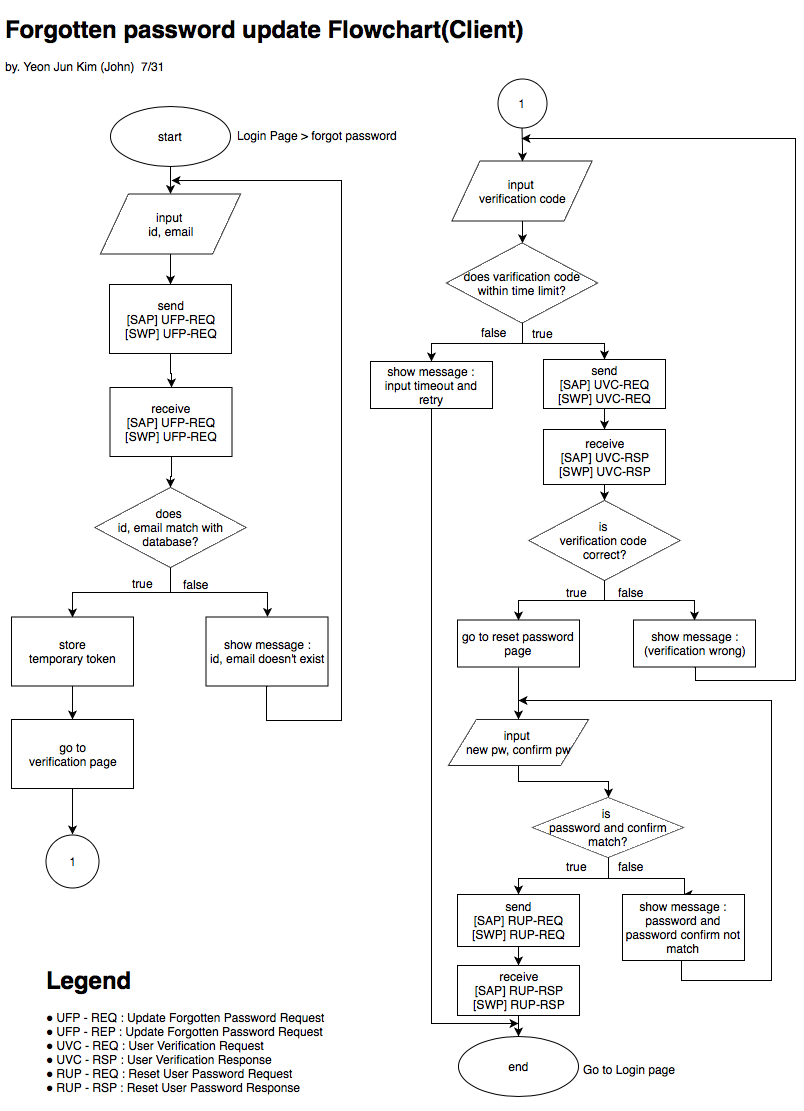 Forgotten password update Flowchart(Client)
by. Yeon Jun Kim (John)  7/31
start
Login Page > forgot password
input
id, email
send
[SAP] UFP-REQ
[SWP] UFP-REQ
receive
[SAP] UFP-REQ
[SWP] UFP-REQ
does
id, email match with
database?
true
false
store
temporary token
show message :
id, email doesn't exist
go to
verification page
1
1
input
verification code
does varification code
within time limit?
false
true
show message :
input timeout and
retry
send
[SAP] UVC-REQ
[SWP] UVC-REQ
receive
[SAP] UVC-RSP
[SWP] UVC-RSP
is
verification code
correct?
true
false
go to reset password
page
show message :
(verification wrong)
input
new pw, confirm pw
is
password and confirm
match?
true
false
send
[SAP] RUP-REQ
[SWP] RUP-REQ
show message :
password and
password confirm not
match
receive
[SAP] RUP-RSP
[SWP] RUP-RSP
end
Go to Login page
Legend
● UFP - REQ : Update Forgotten Password Request
● UFP - REP : Update Forgotten Password Request
● UVC - REQ : User Verification Request
● UVC - RSP : User Verification Response
● RUP - REQ : Reset User Password Request
● RUP - RSP : Reset User Password Response